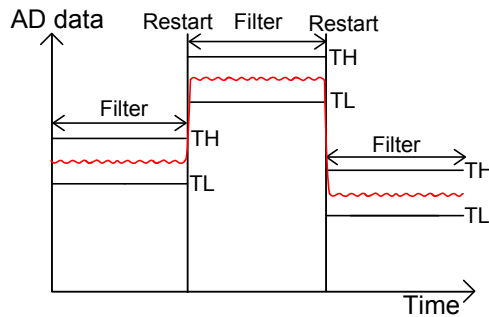 AD data
Restart
Filter
Restart
TH
TL
Filter
TH
TL
Filter
TH
TL
Time